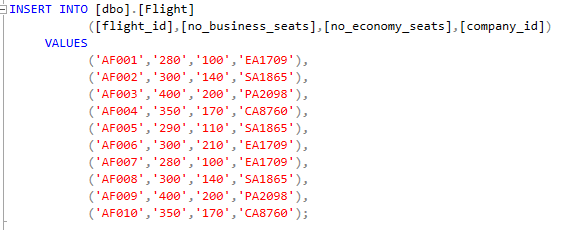 INSERT INTO [dbo].[Flight]
([flight_id],[no_business_seats],[no_economy_seats],[company_id])
VALUES
('AF001','280','100','EA1709'),
('AF002','300','140','SA1865'),
('AF003','400','200','PA2098'),
('AF004','350','170','CA8760'),
('AF005','290','110','SA1865'),
('AF006','300','210','EA1709'),
('AF007','280','100','EA1709'),
('AF008','300','140','SA1865'),
('AF009','400','200','PA2098'),
('AF010','350','170','CA8760');